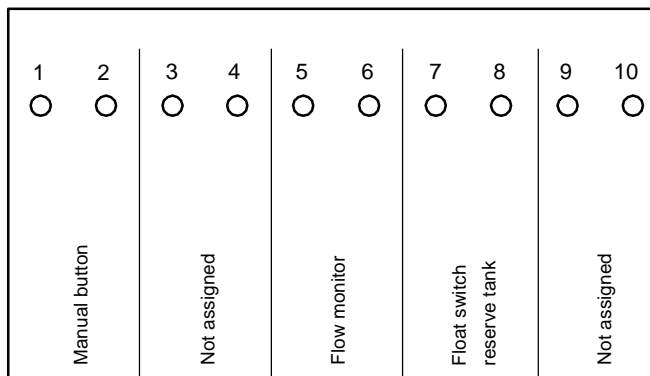 1 2 3 4 5 6 7 8 9 10
Manual button
Not assigned
Flow monitor
Float switch
reserve tank
Not assigned